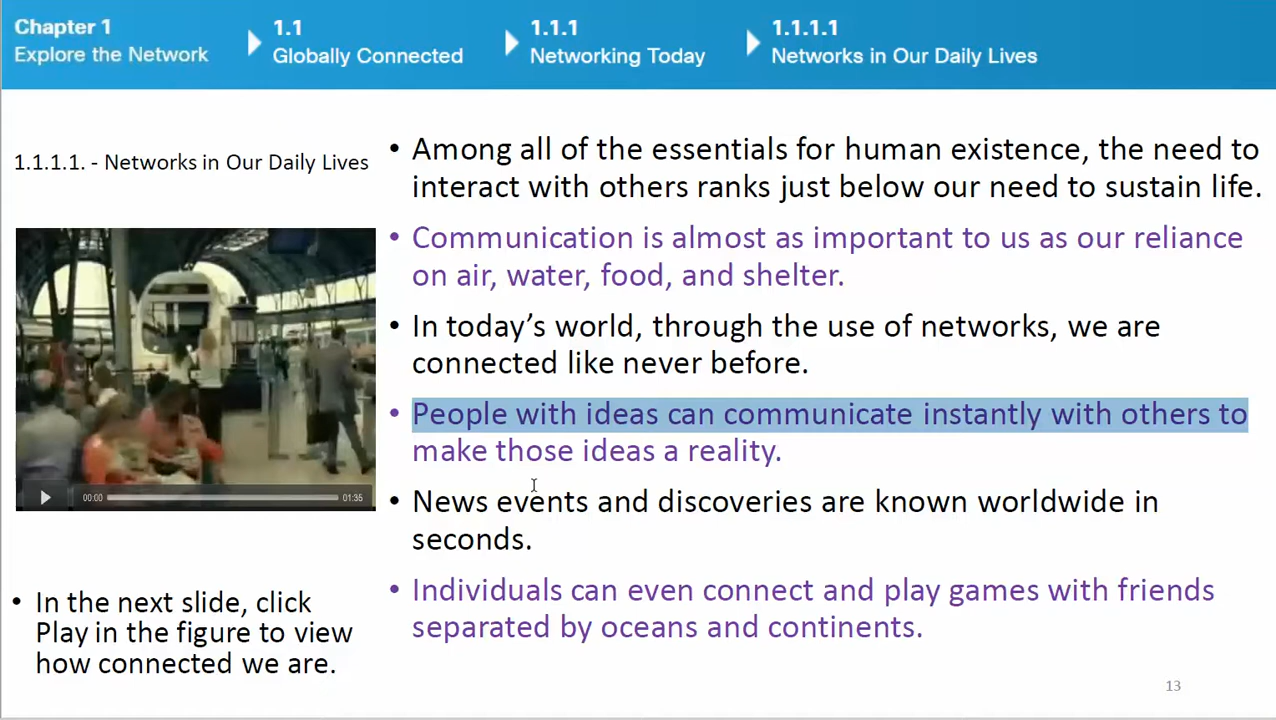 Chapter 1
Explore the Network
1.1
Globally Connected
1.1.1
Networking Today
1.1.1.1
Networks in Our Daily Lives
1.1.1.1. - Networks in Our Daily Lives
00:00
01:35
• In the next slide, click
Play in the figure to view
how connected we are.
• Among all of the essentials for human existence, the need to
interact with others ranks just below our need to sustain life.
• Communication is almost as important to us as our reliance
on air, water, food, and shelter.
• In today’s world, through the use of networks, we are
connected like never before.
• People with ideas can communicate instantly with others to
make those ideas a reality.
• News events and discoveries are known worldwide in
seconds.
• Individuals can even connect and play games with friends
separated by oceans and continents.
13